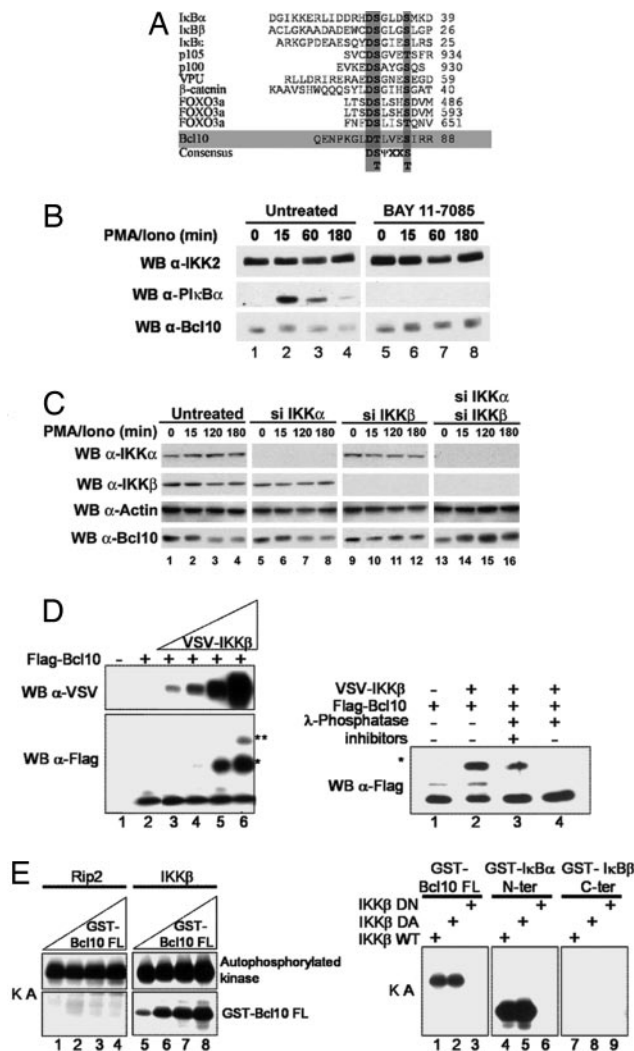 A
IκBα DGIKKERLIDDRHDSGLDSMKD 39
IκBβ ACLGKAADADEWCDSGLGSLGP 26
IκBε ARKGPDEAESQYDSGIESLRS 25
p105 SVCDSGVETSFR 934
p100 EVKEDSAYGSQS 930
VPU RLLDRIRERAEDSGNESEGD 59
β-catenin KAAVSHWQQQSYLDSGIHSGAT 40
FOXO3a LTSDSLSHSDVM 486
FOXO3a LTSDSLSHSDVM 593
FOXO3a FNFDSLISTQNV 651
Bcl10 QENPKGLDTLVESIRR 88
Consensus DSΨXXS
T T
B
Untreated BAY 11-7085
PMA/Iono (min) 0 15 60 180 0 15 60 180
WB α-IKK2
WB α-PIκBα
WB α-Bcl10
1 2 3 4 5 6 7 8
C
si IKKα
Untreated si IKKα si IKKβ si IKKβ
PMA/Iono (min) 0 15 120 180 0 15 120 180 0 15 120 180 0 15 120 180
WB α-IKKα
WB α-IKKβ
WB α-Actin
WB α-Bcl10
1 2 3 4 5 6 7 8 9 10 11 12 13 14 15 16
D
VSV-IKKβ
Flag-Bcl10 - + + + + +
WB α-VSV
WB α-Flag
**
*
1 2 3 4 5 6
VSV-IKKβ - + + +
Flag-Bcl10 + + + +
λ-Phosphatase - - + +
inhibitors - - + -
*
WB α-Flag
1 2 3 4
E
Rip2 IKKβ
GST-Bcl10 FL GST-Bcl10 FL
Autophosphorylated kinase
K A
GST-Bcl10 FL
1 2 3 4 5 6 7 8
GST- GST-IκBα GST- IκBβ
Bcl10 FL N-ter C-ter
IKKβ DN + + +
IKKβ DA + + +
IKKβ WT + + +
K A
1 2 3 4 5 6 7 8 9